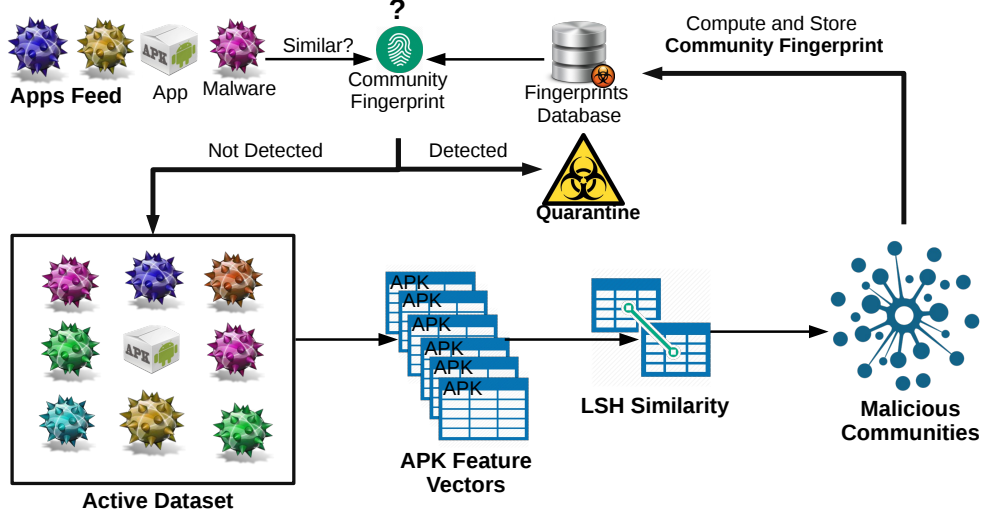 ?
Compute and Store
Community Fingerprint
APK
Similar?
Apps Feed
App
Malware
Community
Fingerprint
Fingerprints
Database
Not Detected
Detected
Quarantine
APK
APK
APK
APK
APK
APK
APK
LSH Similarity
Malicious
Communities
APK Feature
Vectors
Active Dataset